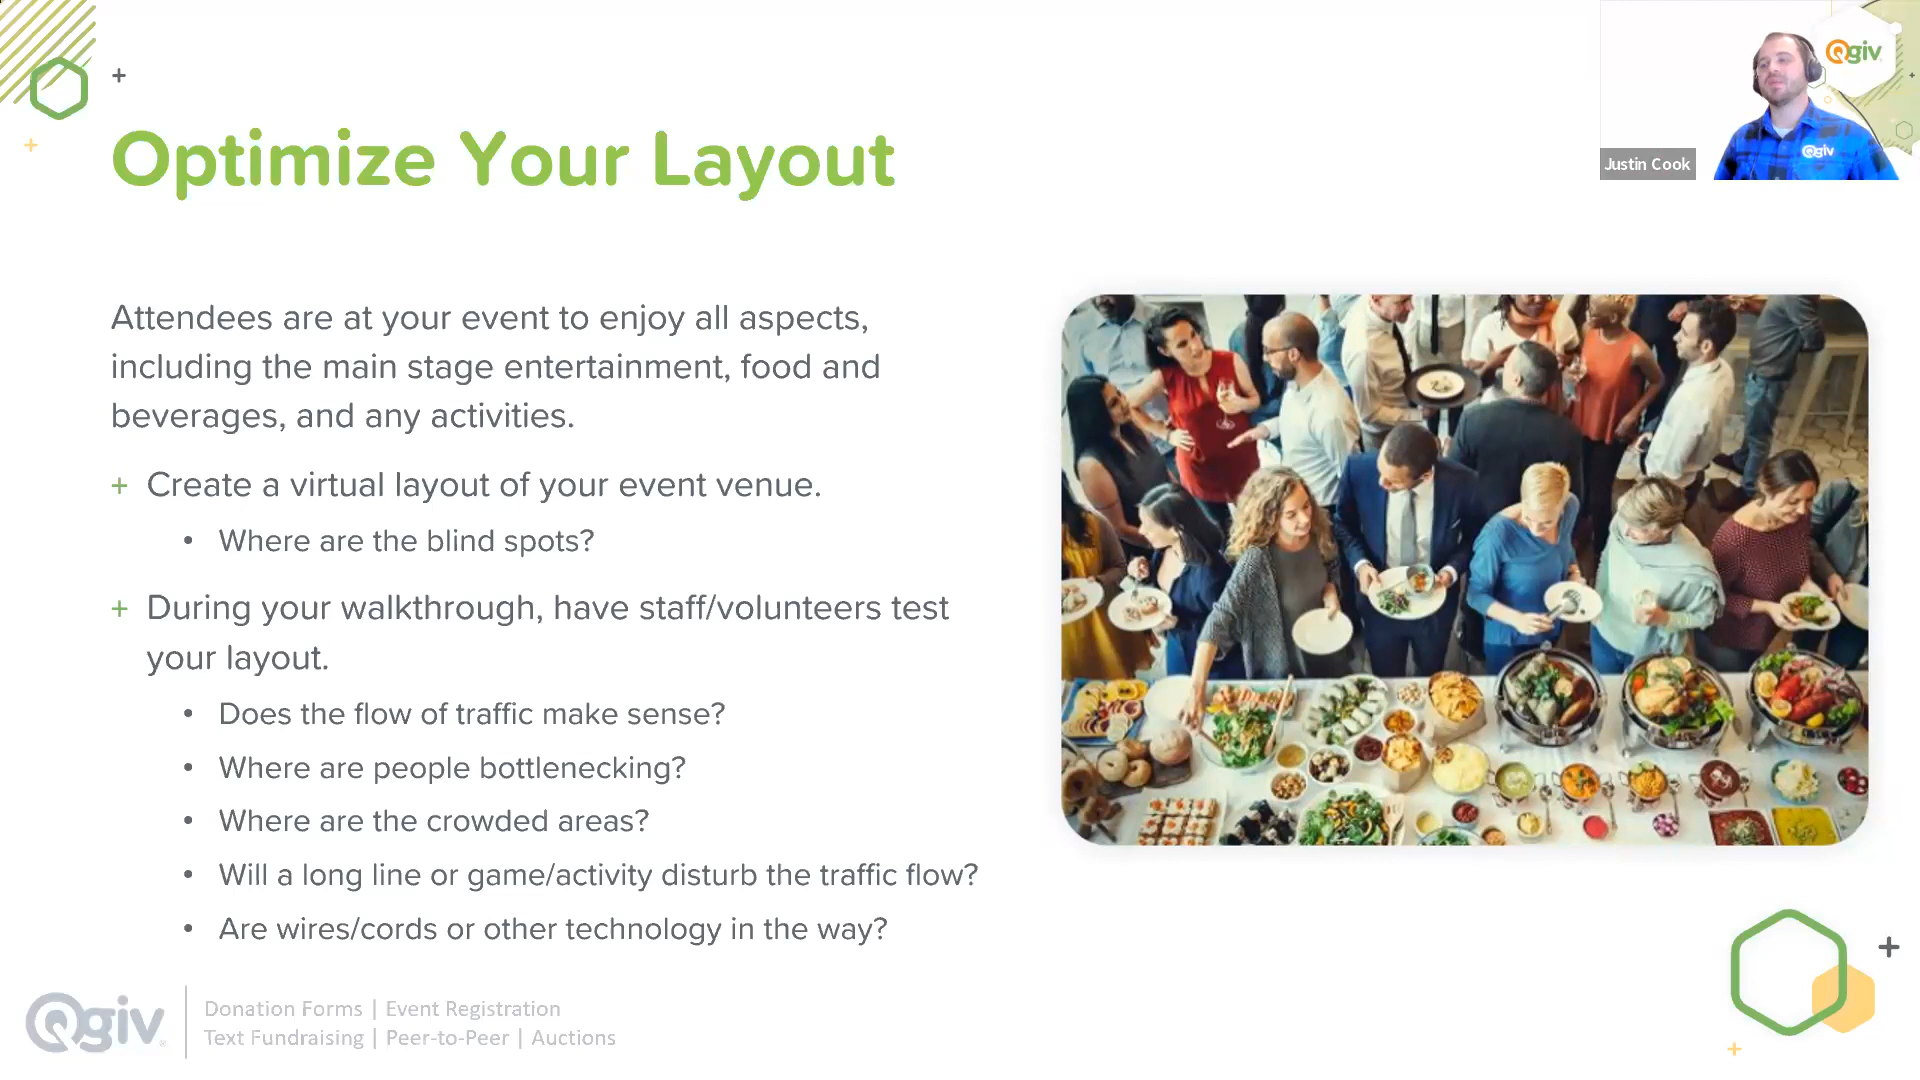 Optimize Your Layout
Qgiv
Qgiv
Justin Cook
Attendees are at your event to enjoy all aspects,
including the main stage entertainment, food and
beverages, and any activities.
+ Create a virtual layout of your event venue.
• Where are the blind spots?
+ During your walkthrough, have staff/volunteers test
your layout.
• Does the flow of traffic make sense?
• Where are people bottlenecking?
• Where are the crowded areas?
• Will a long line or game/activity disturb the traffic flow?
• Are wires/cords or other technology in the way?
Qgiv
Donation Forms | Event Registration
Text Fundraising | Peer-to-Peer | Auctions